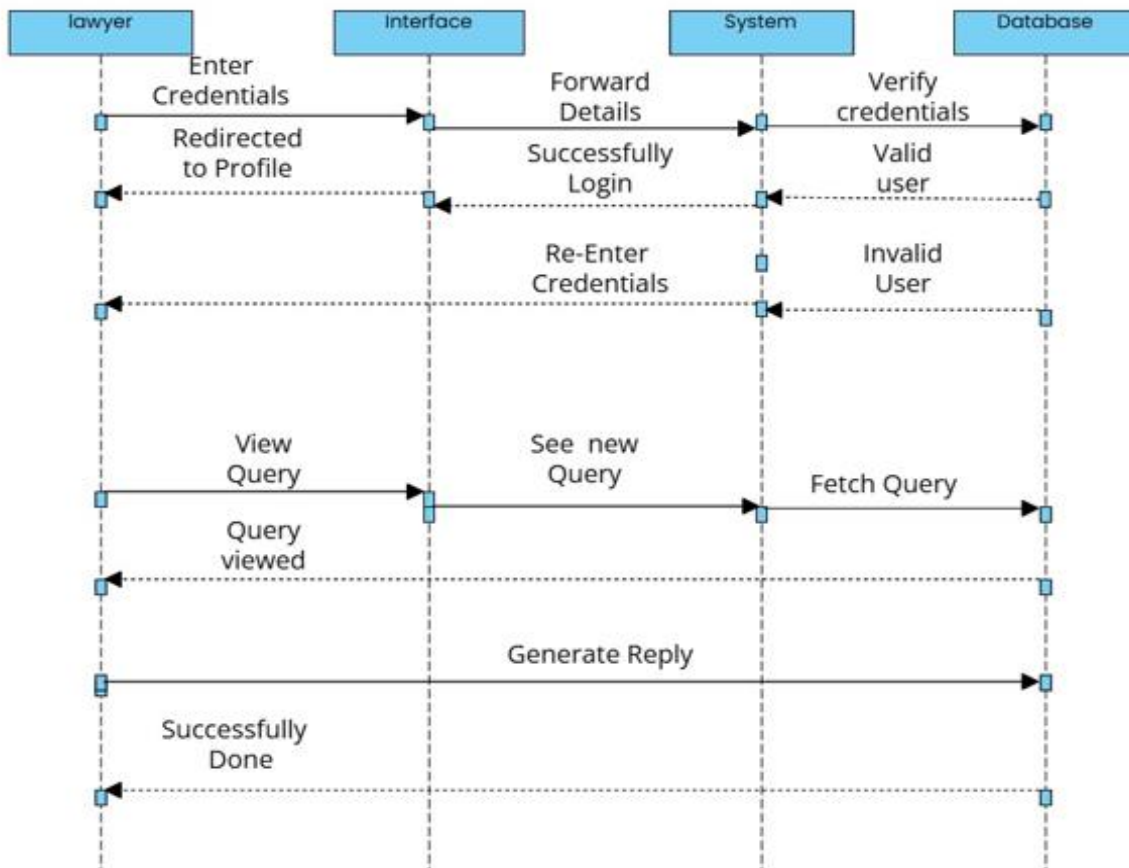 lawyer
Interface
System
Database
Enter
Credentials
Forward
Details
Verify
credentials
Redirected
to Profile
Successfully
Login
Valid
user
Re-Enter
Credentials
Invalid
User
View
Query
See new
Query
Fetch Query
Query
viewed
Generate Reply
Successfully
Done